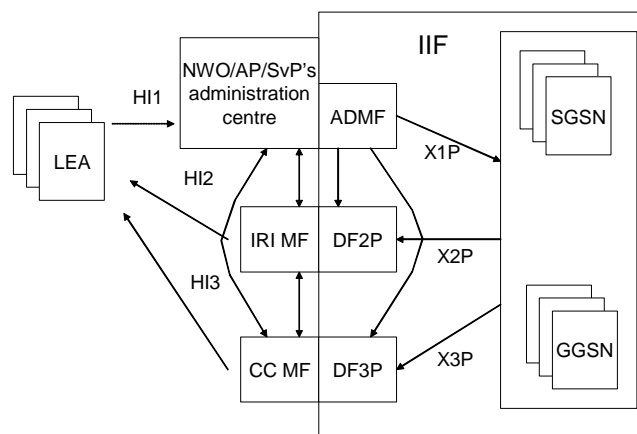 IIF
NWO/AP/SvP's
administration
centre
HI1
ADMF
SGSN
LEA
X1P
HI2
IRI MF
DF2P
X2P
HI3
X3P
GGSN
CC MF
DF3P